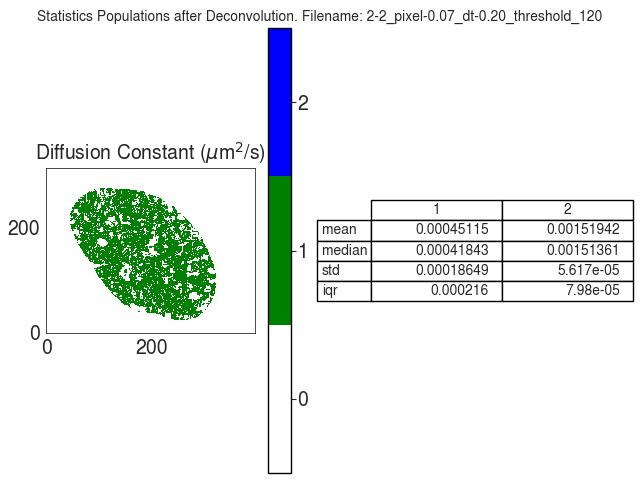 Statistics Populations after Deconvolution. Filename: 2-2_pixel-0.07_dt-0.20_threshold_120
Diffusion Constant (μm²/s)
200
0
0 200
2
1
0
1 2
mean 0.00045115 0.00151942
median 0.00041843 0.00151361
std 0.00018649 5.617e-05
iqr 0.000216 7.98e-05